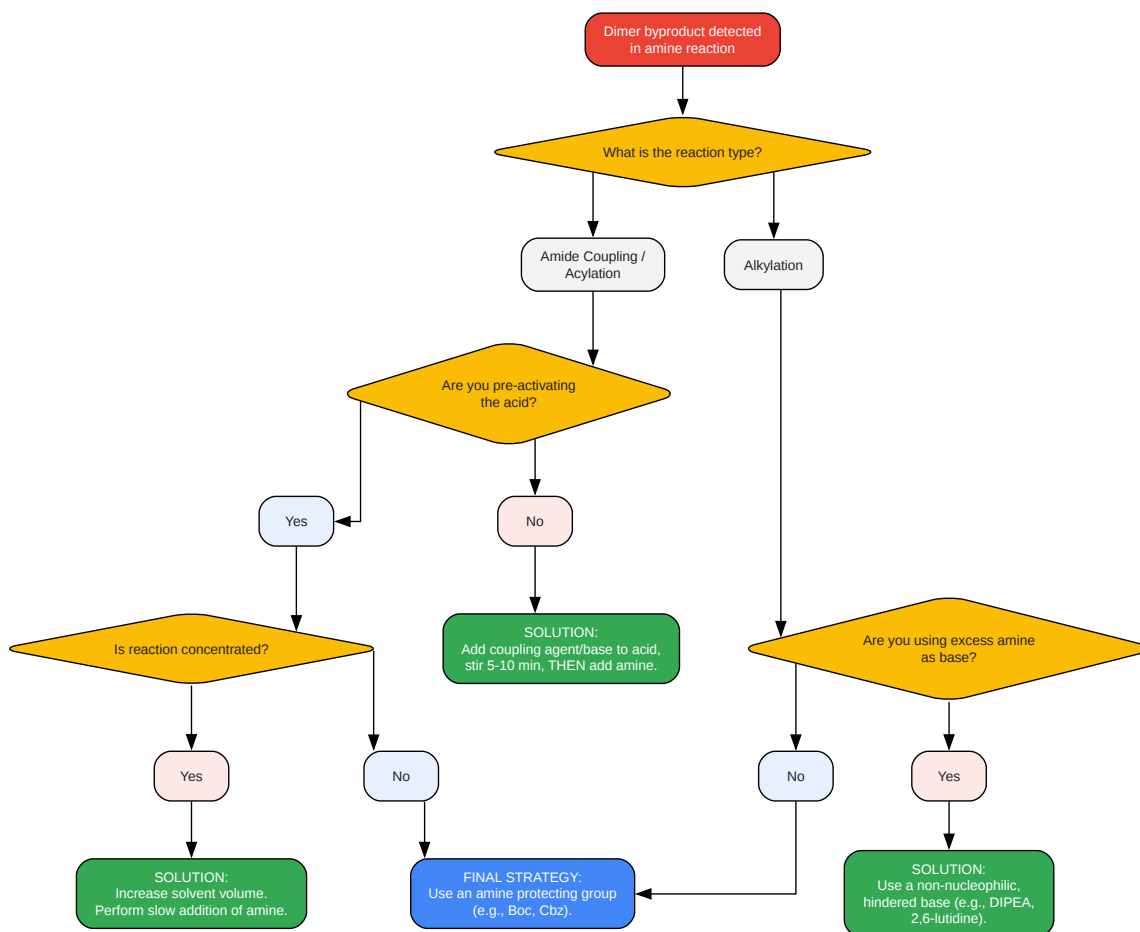 Dimer byproduct detected
in amine reaction
What is the reaction type?
Amide Coupling /
Acylation
Alkylation
Are you pre-activating
the acid?
Yes
No
SOLUTION:
Add coupling agent/base to acid,
stir 5-10 min, THEN add amine.
Is reaction concentrated?
Are you using excess amine
as base?
Yes
No
No
Yes
SOLUTION:
Increase solvent volume.
Perform slow addition of amine.
FINAL STRATEGY:
Use an amine protecting group
(e.g., Boc, Cbz).
SOLUTION:
Use a non-nucleophilic,
hindered base (e.g., DIPEA,
2,6-lutidine).